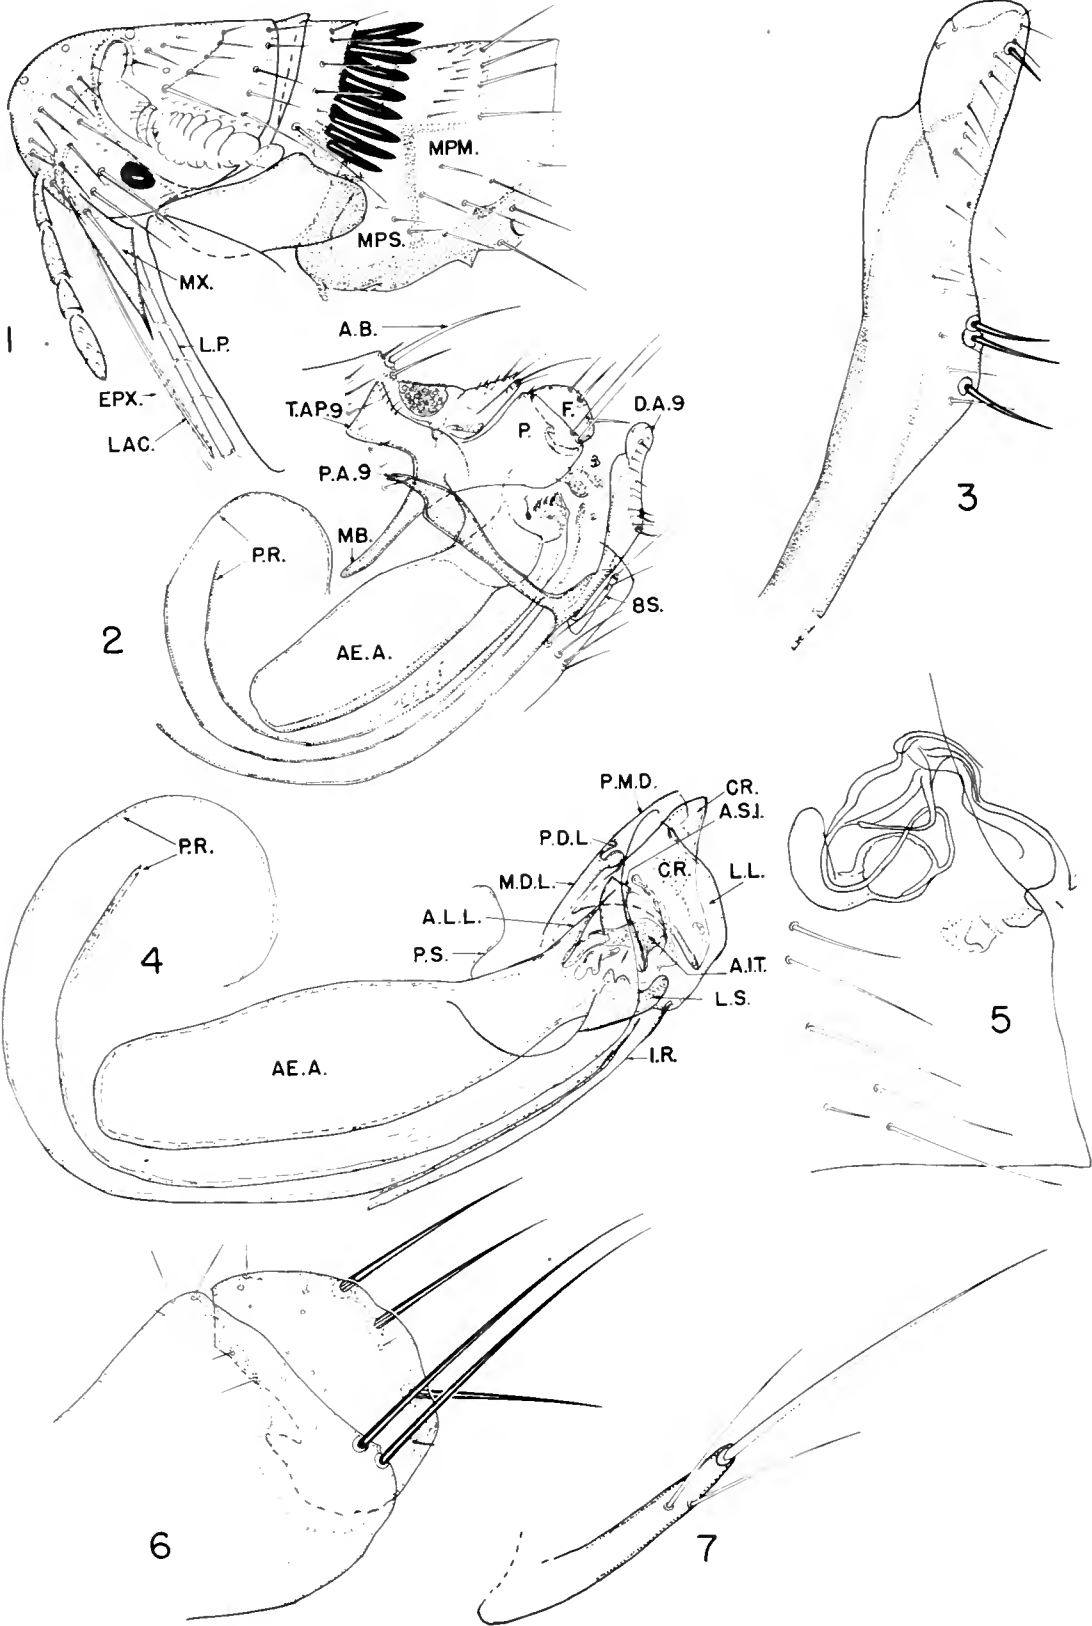 MPM.
MPS.
MX.
L.P.
EPX.
LAC.
1
A.B.
T.AP.9
F.
D.A.9
P.
P.A.9
MB.
P.R.
8S.
AE.A.
2
3
P.M.D.
CR.
A.S.I.
P.D.L.
P.R.
M.D.L.
CR.
L.L.
A.L.L.
P.S.
A.I.T.
L.S.
I.R.
AE.A.
4
5
6
7